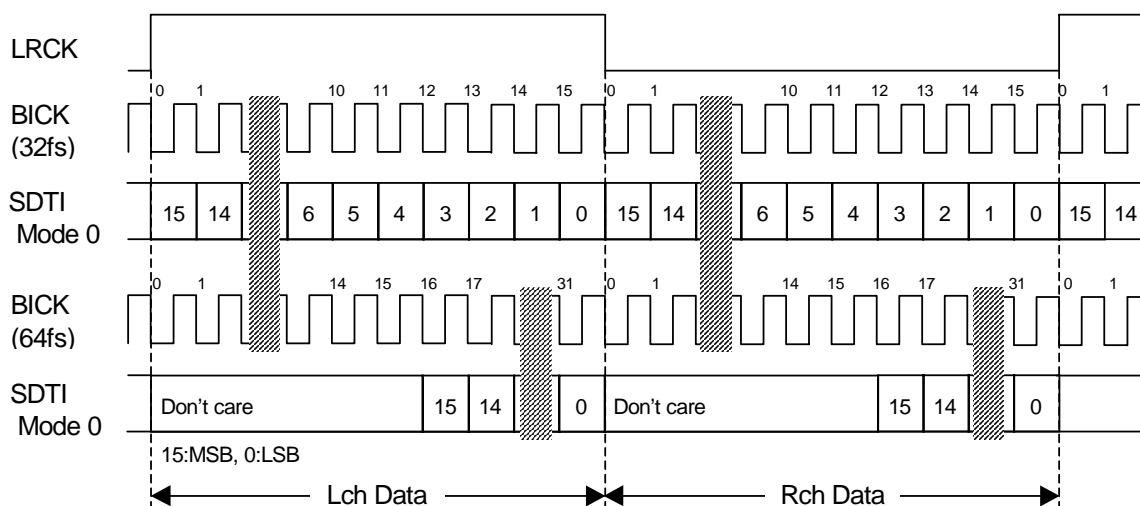 LRCK
0 1 10 11 12 13 14 15 0 1 10 11 12 13 14 15 0 1
BICK
(32fs)
SDTI
Mode 0
15 14 6 5 4 3 2 1 0 15 14 6 5 4 3 2 1 0 15 14
0 1 14 15 16 17 31 0 1 14 15 16 17 31 0 1
BICK
(64fs)
SDTI
Mode 0
Don't care 15 14 0 Don't care 15 14 0
15:MSB, 0:LSB
Lch Data Rch Data